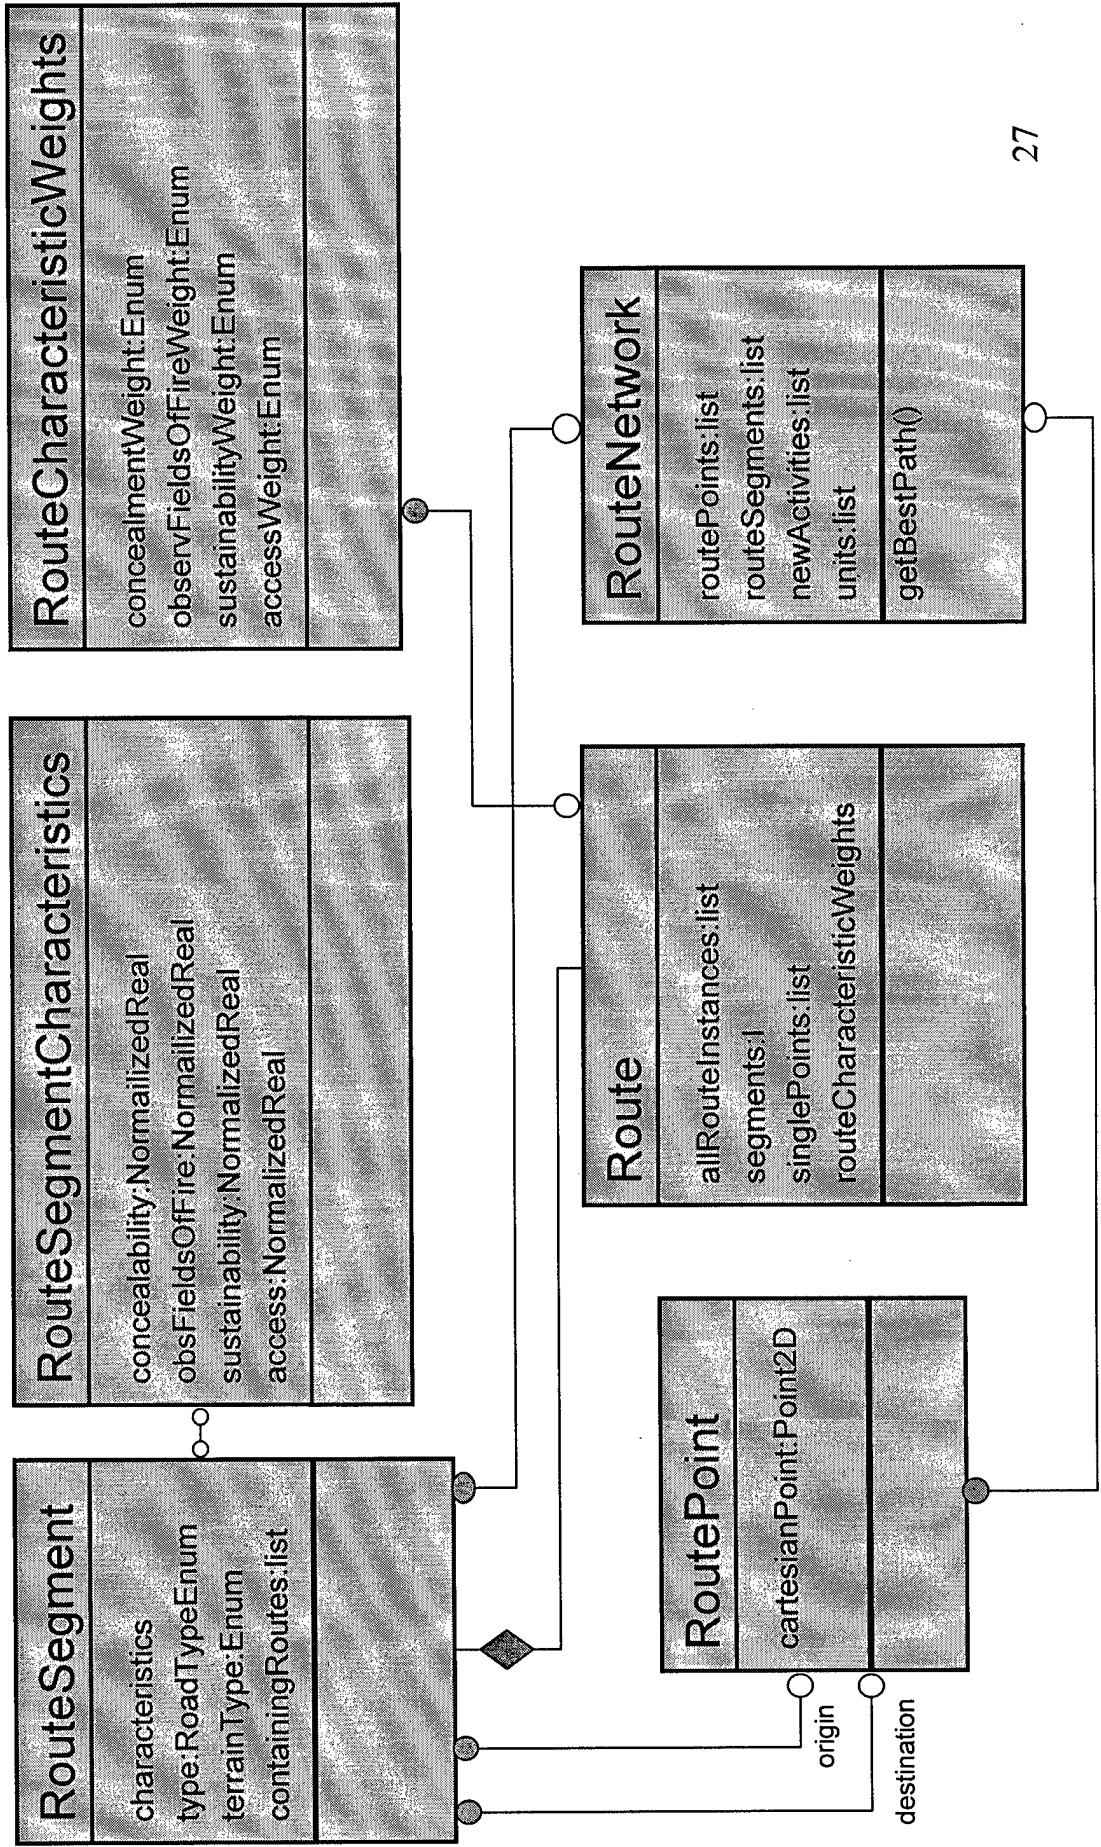 RouteSegment
characteristics
type:RoadTypeEnum
terrainType:Enum
containingRoutes:list
RouteSegmentCharacteristics
concealability:NormailizedReal
obsFieldsOfFire:NormalizedReal
sustainability:NormalizedReal
access:NormalizedReal
RouteCharacteristicWeights
concealmentWeight:Enum
observFieldsOfFireWeight:Enum
sustainabilityWeight:Enum
accessWeight:Enum
origin
destination
RoutePoint
cartesianPoint:Point2D
Route
allRouteInstances:list
segments:l
singlePoints:list
routeCharacteristicWeights
RouteNetwork
routePoints:list
routeSegments:list
newActivities:list
units:list
getBestPath()
27